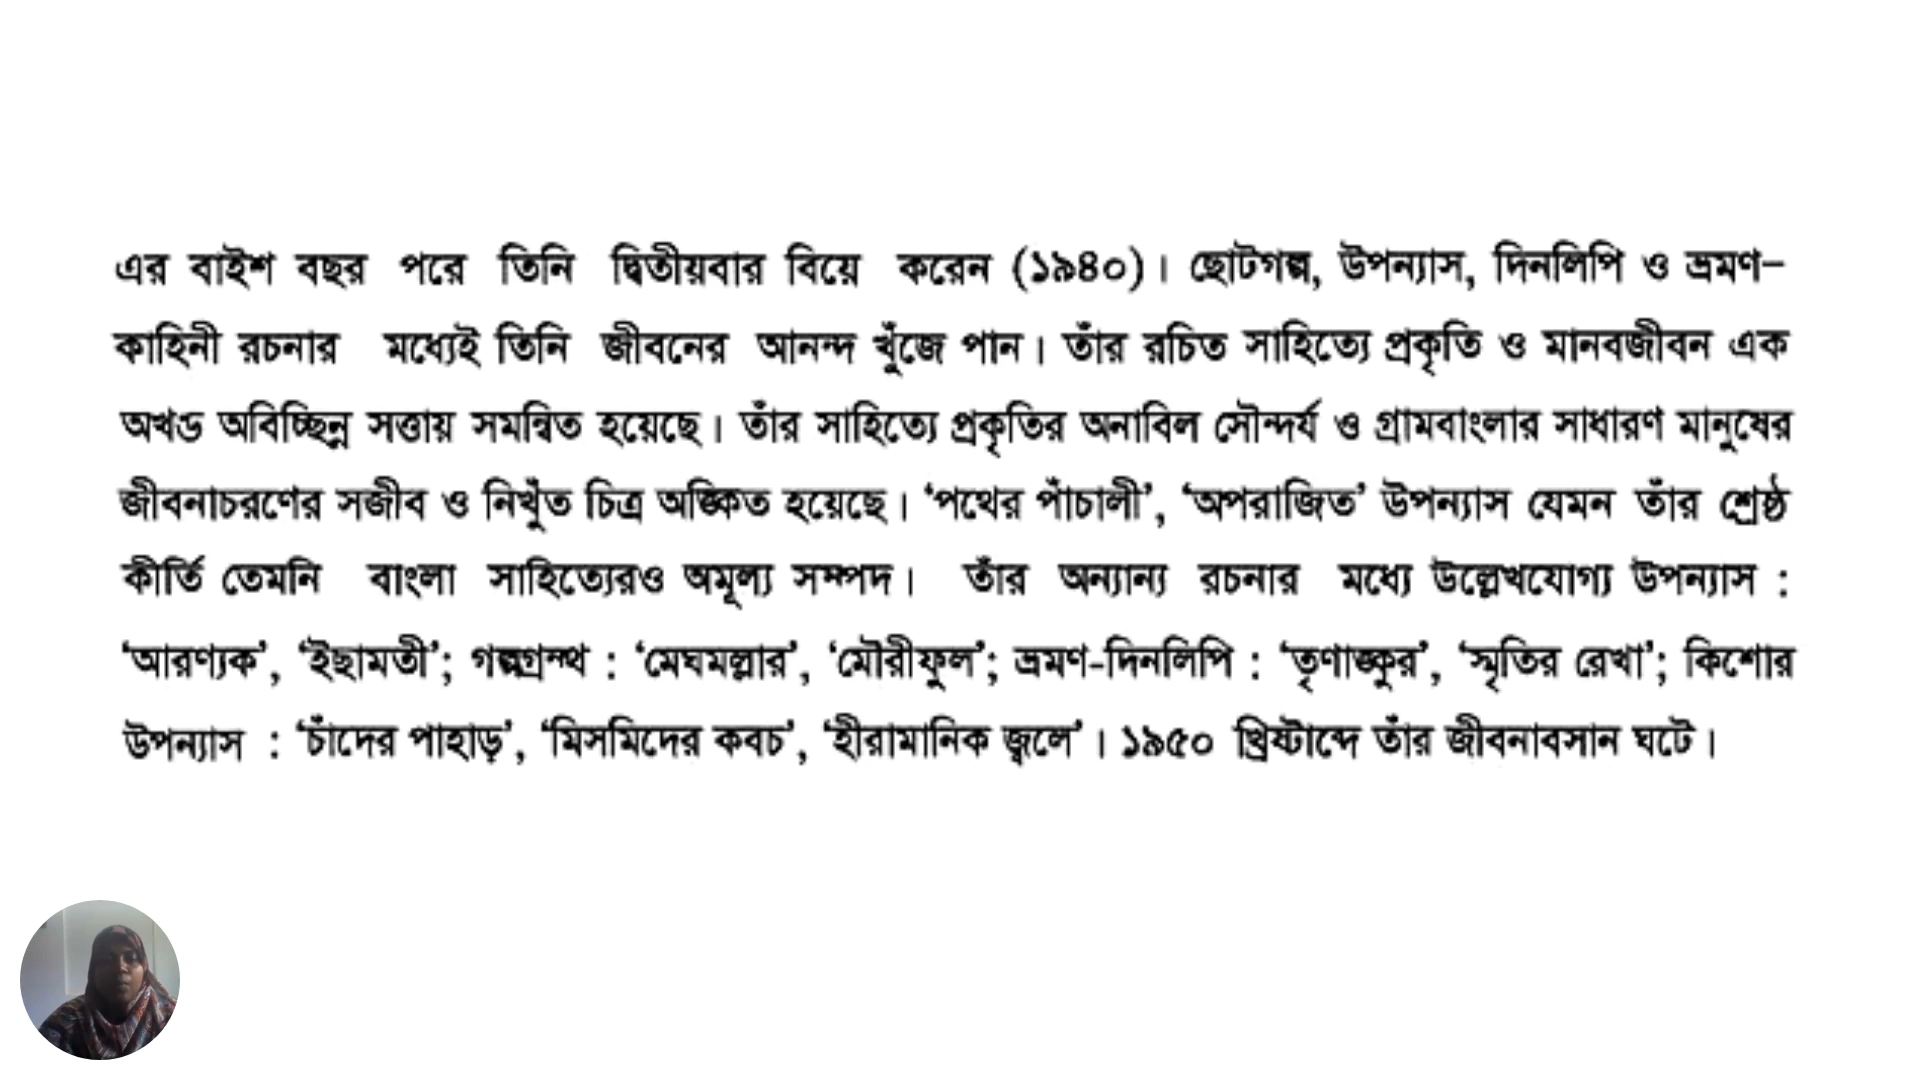 এর বাইশ বছর পরে তিনি দ্বিতীয়বার বিয়ে করেন (১৯৪০)। ছোটগল্প, উপন্যাস, দিনলিপি ও ভ্রমণ-
কাহিনী রচনার মধ্যেই তিনি জীবনের আনন্দ খুঁজে পান। তাঁর রচিত সাহিত্যে প্রকৃতি ও মানবজীবন এক
অখণ্ড অবিচ্ছিন্ন সত্তায় সমন্বিত হয়েছে। তাঁর সাহিত্যে প্রকৃতির অনাবিল সৌন্দর্য ও গ্রামবাংলার সাধারণ মানুষের
জীবনাচরণের সজীব ও নিখুঁত চিত্র অঙ্কিত হয়েছে। ‘পথের পাঁচালী’, ‘অপরাজিত’ উপন্যাস যেমন তাঁর শ্রেষ্ঠ
কীর্তি তেমনি বাংলা সাহিত্যেরও অমূল্য সম্পদ। তাঁর অন্যান্য রচনার মধ্যে উল্লেখযোগ্য উপন্যাস :
‘আরণ্যক’, ‘ইছামতী’; গল্পগ্রন্থ : ‘মেঘমল্লার’, ‘মৌরীফুল’; ভ্রমণ-দিনলিপি : ‘তৃণাঙ্কুর’, ‘স্মৃতির রেখা’; কিশোর
উপন্যাস : ‘চাঁদের পাহাড়’, ‘মিসমিদের কবচ’, ‘হীরামানিক জ্বলে’। ১৯৫০ খ্রিষ্টাব্দে তাঁর জীবনাবসান ঘটে।